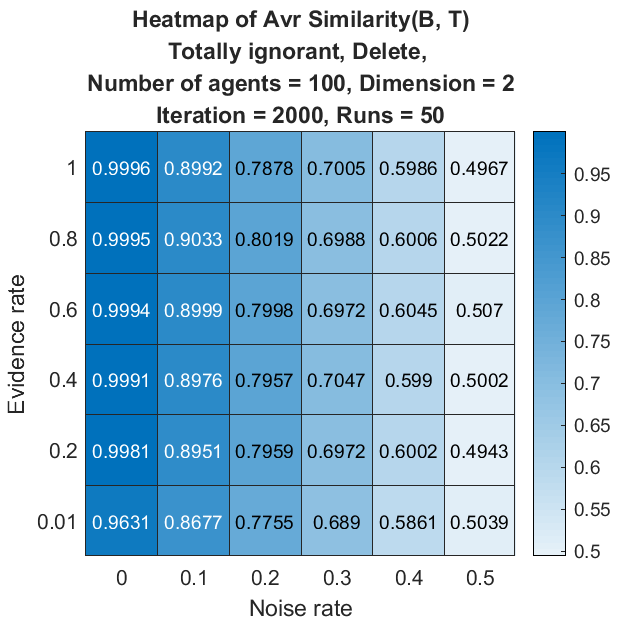 Heatmap of Avr Similarity(B, T)
Totally ignorant, Delete,
Number of agents = 100, Dimension = 2
Iteration = 2000, Runs = 50
1 0.9996 0.8992 0.7878 0.7005 0.5986 0.4967
0.8 0.9995 0.9033 0.8019 0.6988 0.6006 0.5022
0.6 0.9994 0.8999 0.7998 0.6972 0.6045 0.507
0.4 0.9991 0.8976 0.7957 0.7047 0.599 0.5002
0.2 0.9981 0.8951 0.7959 0.6972 0.6002 0.4943
0.01 0.9631 0.8677 0.7755 0.689 0.5861 0.5039
0 0.1 0.2 0.3 0.4 0.5
Noise rate
Evidence rate
0.95
0.9
0.85
0.8
0.75
0.7
0.65
0.6
0.55
0.5